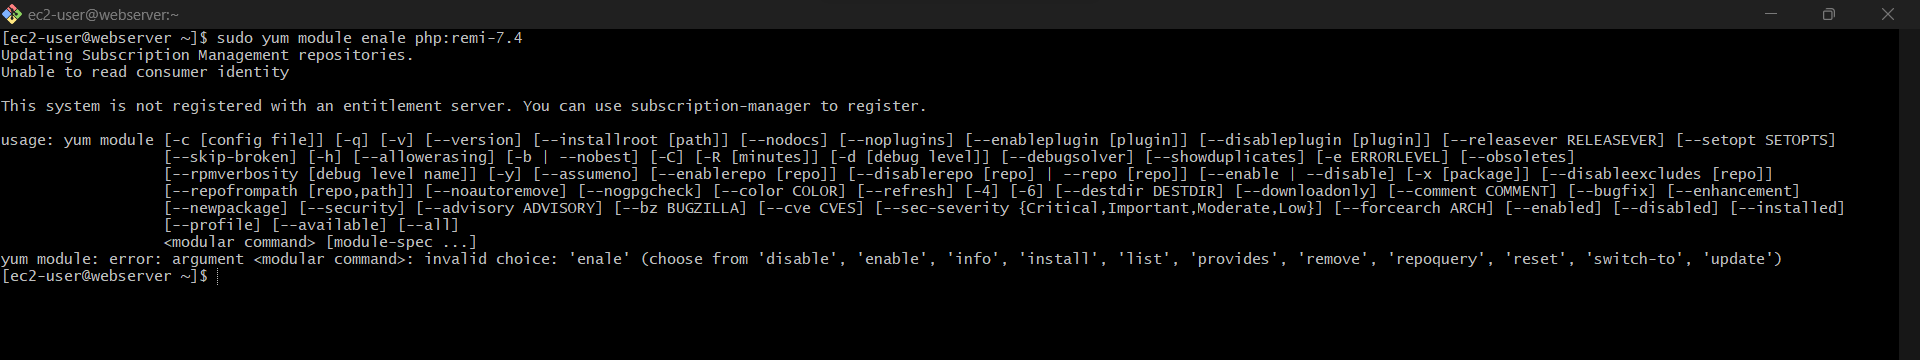 ec2-user@webserver:~
[ec2-user@webserver ~]$ sudo yum module enale php:remi-7.4
Updating Subscription Management repositories.
Unable to read consumer identity
This system is not registered with an entitlement server. You can use subscription-manager to register.
usage: yum module [-c [config file]] [-q] [-v] [--version] [--installroot [path]] [--nodocs] [--noplugins] [--enableplugin [plugin]] [--disableplugin [plugin]] [--releasever RELEASEVER] [--setopt SETOPTS]
[--skip-broken] [-h] [--allowerasing] [-b | --nobest] [-C] [-R [minutes]] [-d [debug level]] [--debugsolver] [--showduplicates] [-e ERRORLEVEL] [--obsoletes]
[--rpmverbosity [debug level name]] [-y] [--assumeno] [--enablerepo [repo]] [--disablerepo [repo] | --repo [repo]] [--enable | --disable] [-x [package]] [--disableexcludes [repo]]
[--repofrompath [repo,path]] [--noautoremove] [--nogpgcheck] [--color COLOR] [--refresh] [-4] [-6] [--destdir DESTDIR] [--downloadonly] [--comment COMMENT] [--bugfix] [--enhancement]
[--newpackage] [--security] [--advisory ADVISORY] [--bz BUGZILLA] [--cve CVES] [--sec-severity {Critical,Important,Moderate,Low}] [--forcearch ARCH] [--enabled] [--disabled] [--installed]
[--profile] [--available] [--all]
<modular command> [module-spec ...]
yum module: error: argument <modular command>: invalid choice: 'enale' (choose from 'disable', 'enable', 'info', 'install', 'list', 'provides', 'remove', 'repoquery', 'reset', 'switch-to', 'update')
[ec2-user@webserver ~]$